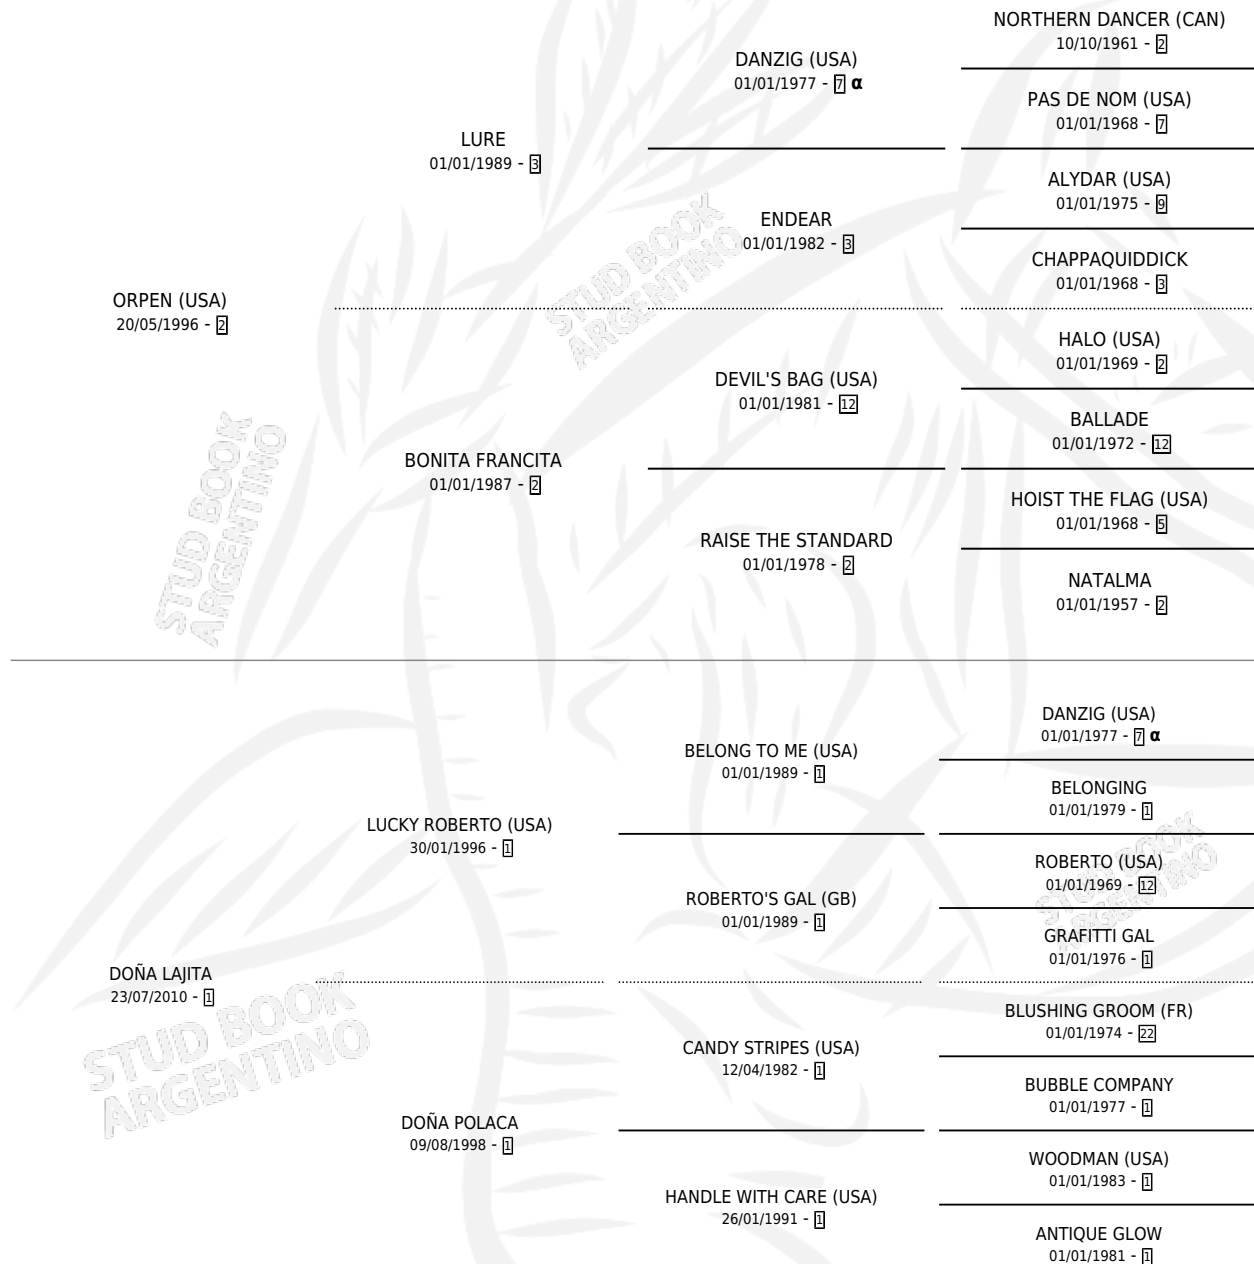 NORTHERN DANCER (CAN)
10/10/1961 - 2
DANZIG (USA)
01/01/1977 - 7 α
PAS DE NOM (USA)
01/01/1968 - 7
LURE
01/01/1989 - 3
ALYDAR (USA)
01/01/1975 - 9
ENDEAR
01/01/1982 - 3
CHAPPAQUIDDICK
01/01/1968 - 3
STUD BOOK
ARGENTINO
ORPEN (USA)
20/05/1996 - 2
HALO (USA)
01/01/1969 - 2
DEVIL'S BAG (USA)
01/01/1981 - 12
BALLADE
01/01/1972 - 12
BONITA FRANCITA
01/01/1987 - 2
HOIST THE FLAG (USA)
01/01/1968 - 5
RAISE THE STANDARD
01/01/1978 - 2
NATALMA
01/01/1957 - 2
STUD BOOK
ARGENTINO
DANZIG (USA)
01/01/1977 - 7 α
BELONG TO ME (USA)
01/01/1989 - 1
BELONGING
01/01/1979 - 1
LUCKY ROBERTO (USA)
30/01/1996 - 1
STUD BOOK
ARGENTINO
ROBERTO (USA)
01/01/1969 - 12
ROBERTO'S GAL (GB)
01/01/1989 - 1
GRAFITTI GAL
01/01/1976 - 1
DOÑA LAJITA
23/07/2010 - 1
STUD BOOK
ARGENTINO
BLUSHING GROOM (FR)
01/01/1974 - 22
CANDY STRIPES (USA)
12/04/1982 - 1
BUBBLE COMPANY
01/01/1977 - 1
DOÑA POLACA
09/08/1998 - 1
WOODMAN (USA)
01/01/1983 - 1
HANDLE WITH CARE (USA)
26/01/1991 - 1
ANTIQUE GLOW
01/01/1981 - 1